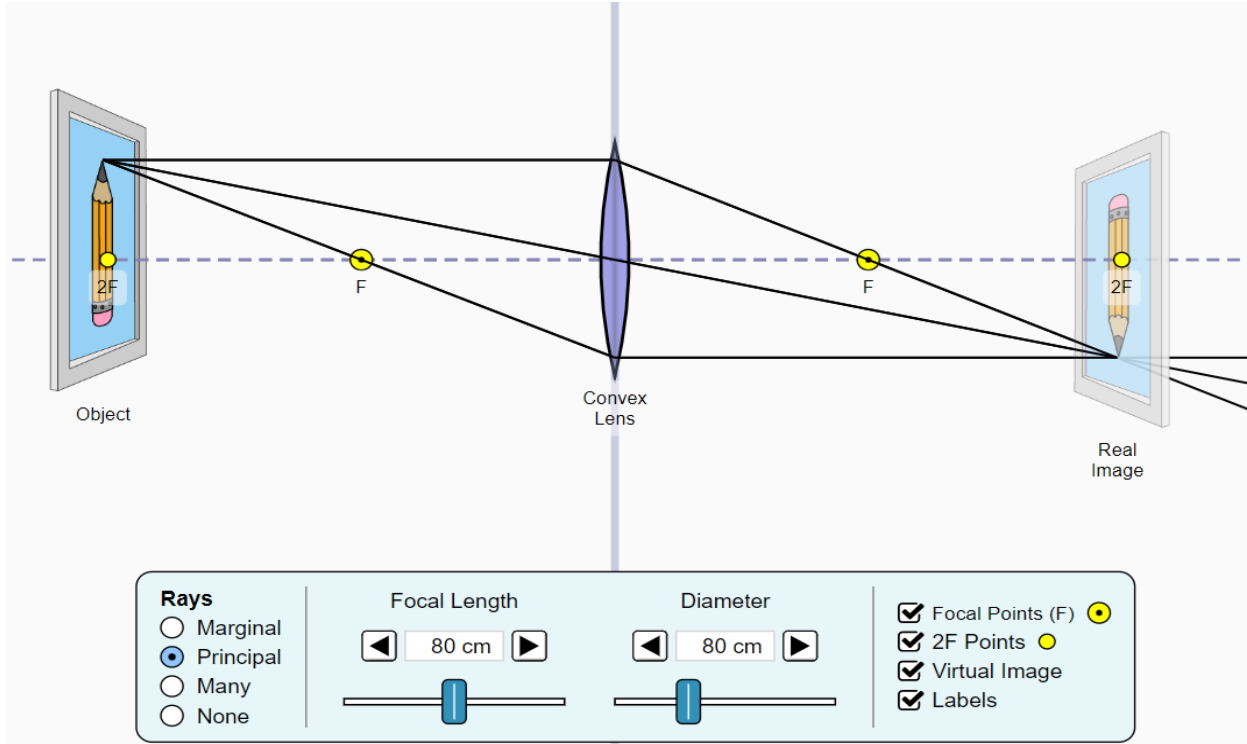 2F
F
F
2F
Object
Convex
Lens
Real
Image
Rays
Marginal
Principal
Many
None
Focal Length
80 cm
Diameter
80 cm
Focal Points (F)
2F Points
Virtual Image
Labels